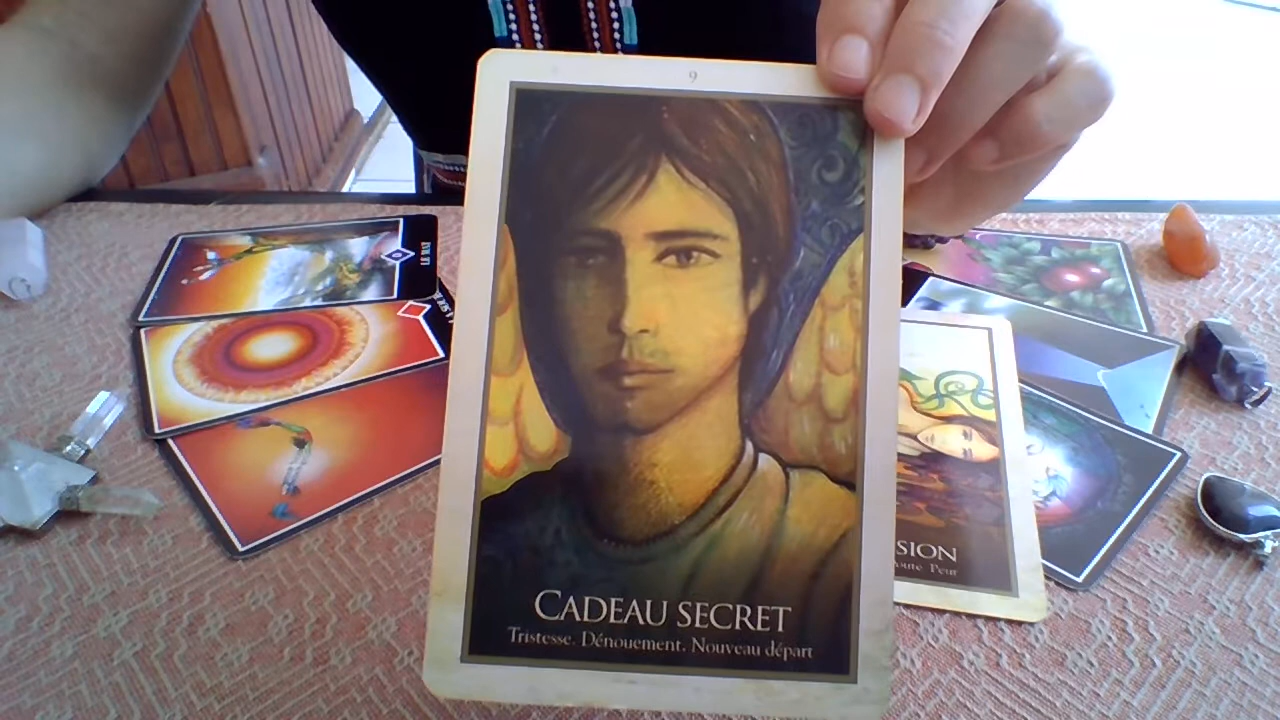 9
CADEAU SECRET
Tristesse. Dénouement. Nouveau départ
SION
Peur